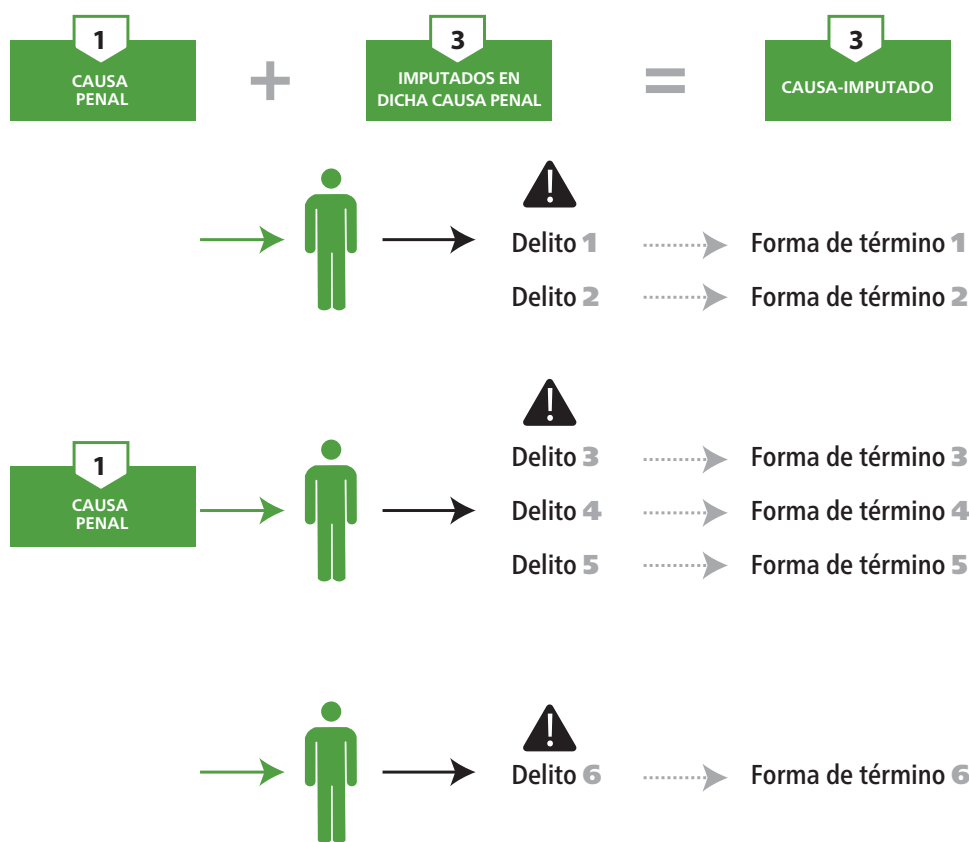 1
CAUSA
PENAL
+
3
IMPUTADOS EN
DICHA CAUSA PENAL
=
3
CAUSA-IMPUTADO
!
Delito 1
Forma de término 1
Delito 2
Forma de término 2
1
CAUSA
PENAL
!
Delito 3
Forma de término 3
Delito 4
Forma de término 4
Delito 5
Forma de término 5
!
Delito 6
Forma de término 6